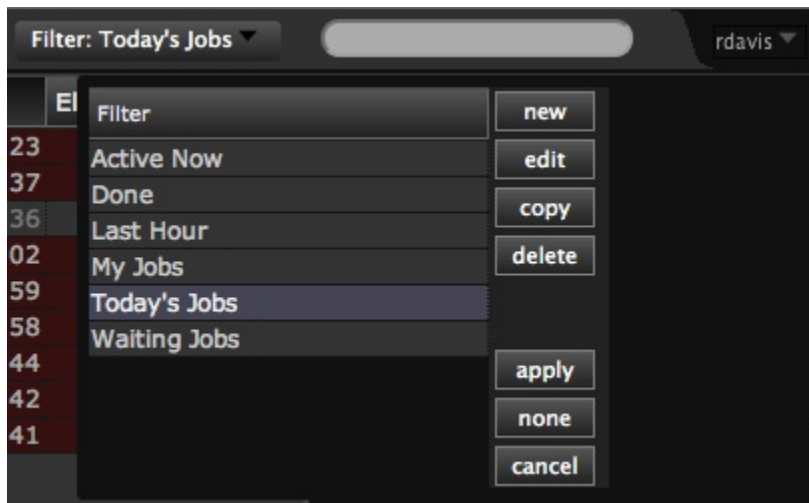 Filter: Today's Jobs
rdavis
El
Filter
new
23
Active Now
edit
37
Done
copy
36
Last Hour
02
My Jobs
delete
59
Today's Jobs
58
Waiting Jobs
44
apply
42
none
41
cancel